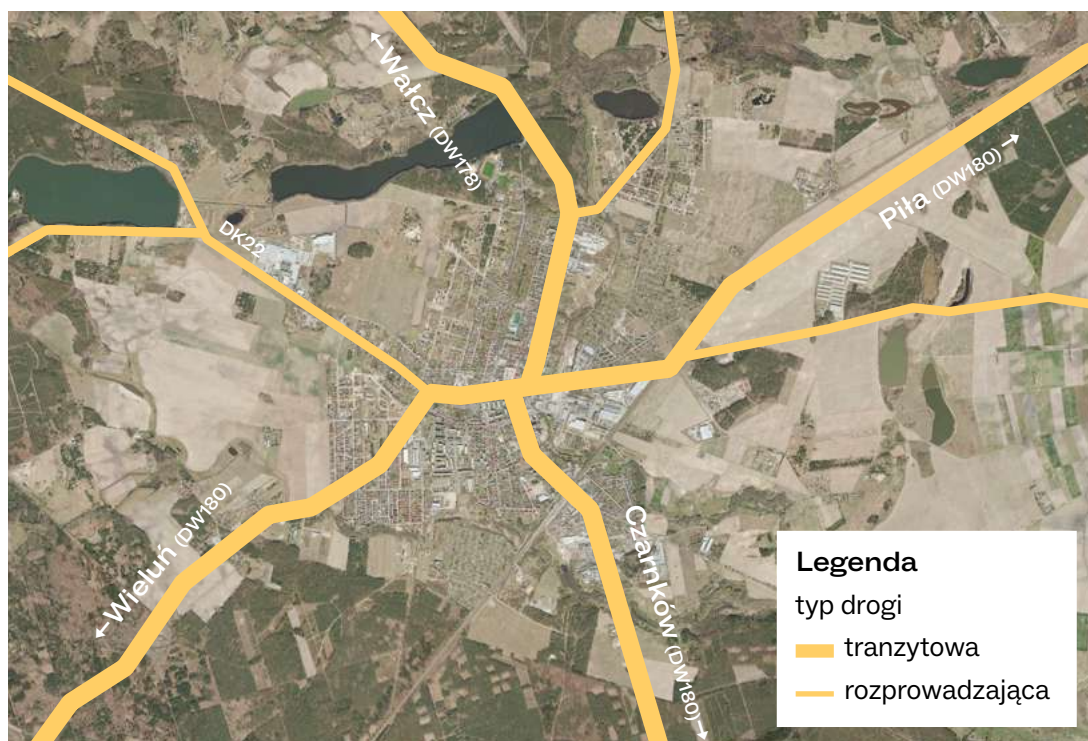 ←Wałcz (DW178)
Piła (DW180) →
DK22
←Wieluń (DW180)
Czarnków (DW180)→
Legenda
typ drogi
tranzytowa
rozprowadzająca